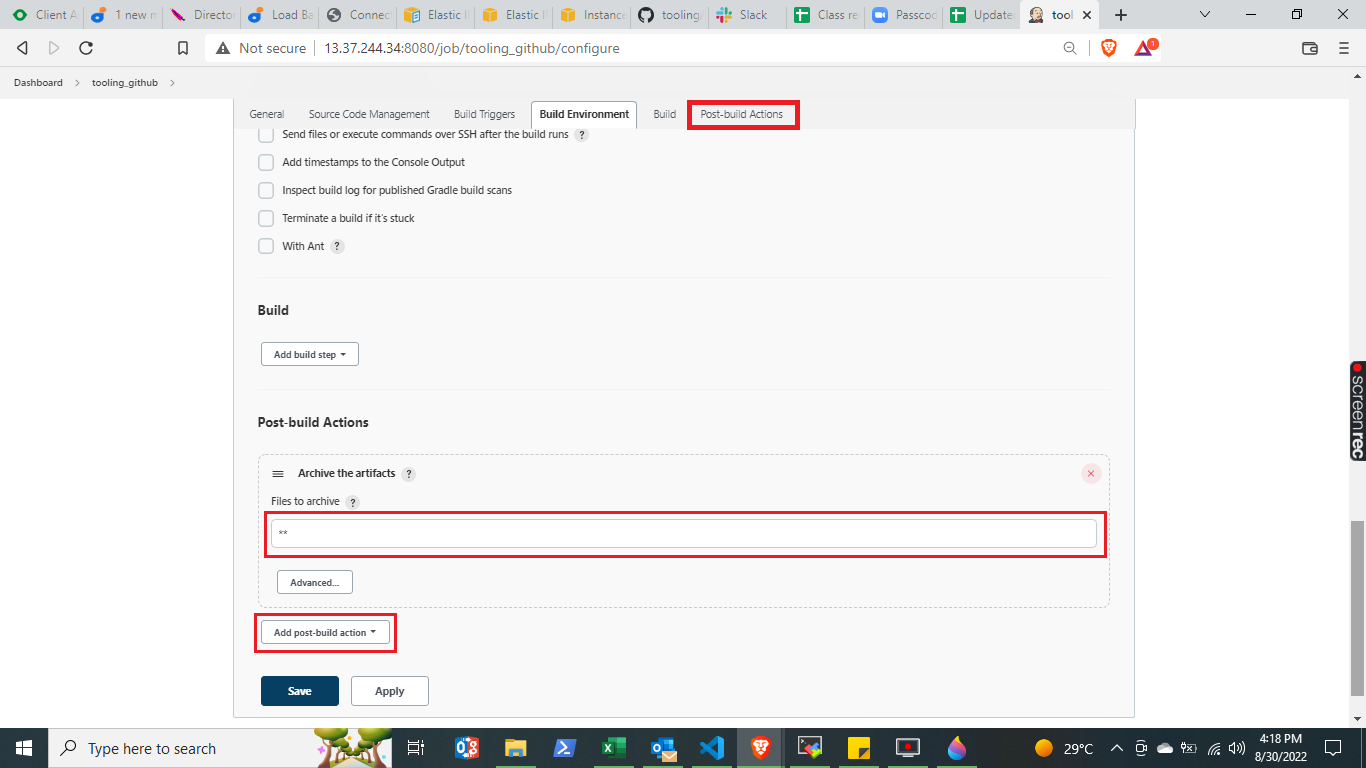 Client A
1 new m
Director
Load Ba
Connec
Elastic I
Elastic I
Instance
tooling
Slack
Class re
Passcod
Update
tool
Not secure
13.37.244.34:8080/job/tooling_github/configure
1
Dashboard
tooling_github
General
Source Code Management
Build Triggers
Build Environment
Build
Post-build Actions
Send files or execute commands over SSH after the build runs ?
Add timestamps to the Console Output
Inspect build log for published Gradle build scans
Terminate a build if it's stuck
With Ant ?
Build
Add build step
Post-build Actions
Archive the artifacts ?
Files to archive ?
**
Advanced...
Add post-build action
Save
Apply
screenrec
Type here to search
29°C
4:18 PM
8/30/2022